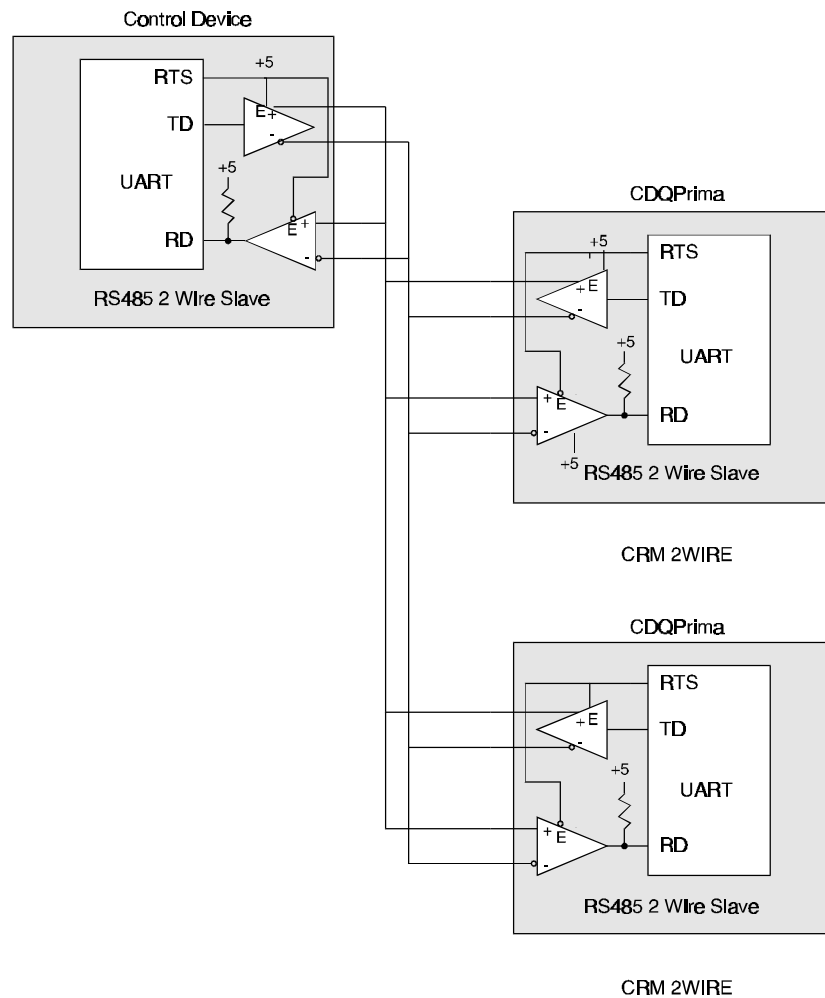 Control Device
RTS
+5
E
+
TD
-
+5
UART
E
+
RD
-
RS485 2 Wire Slave
CDQPrima
+5
RTS
+ E
TD
-
+5
UART
+
E
RD
-
+5
RS485 2 Wire Slave
CRM 2WIRE
CDQPrima
RTS
+ E
TD
-
+5
UART
+
E
RD
-
RS485 2 Wire Slave
CRM 2WIRE